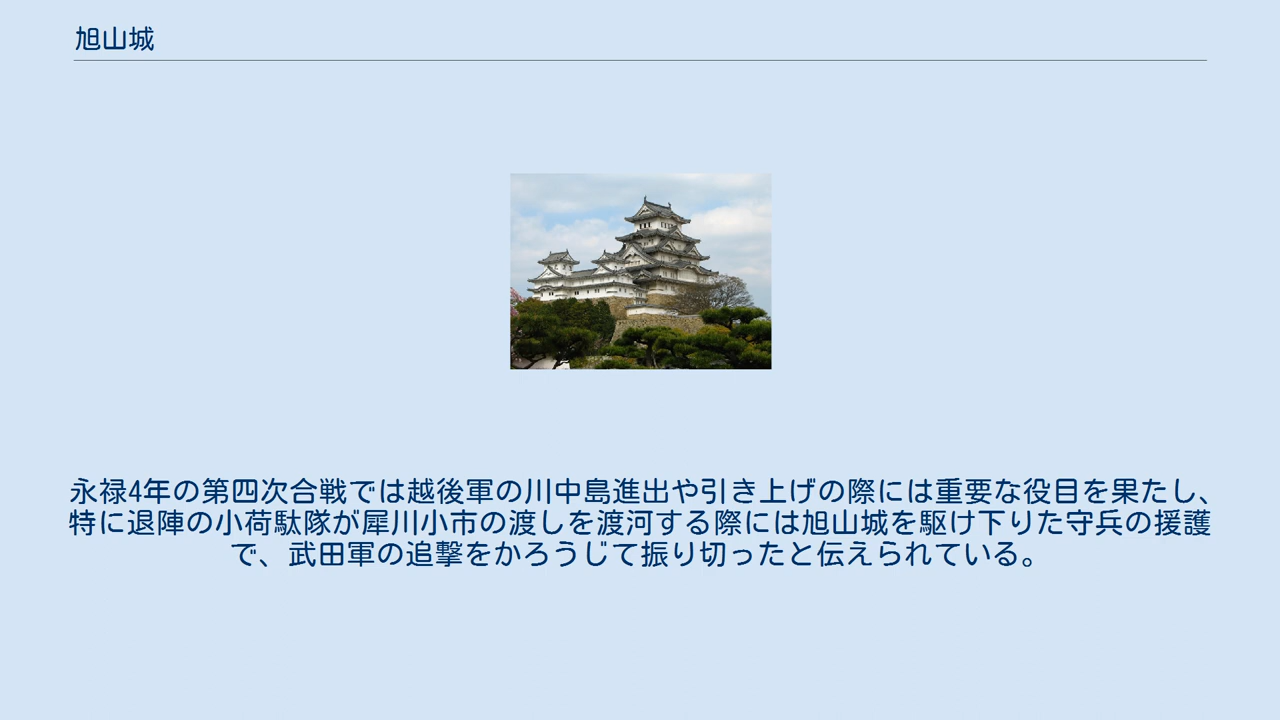 旭山城
永禄4年の第四次合戦では越後軍の川中島進出や引き上げの際には重要な役目を果たし、
特に退陣の小荷駄隊が犀川小市の渡しを渡河する際には旭山城を駆け下りた守兵の援護
で、武田軍の追撃をかろうじて振り切ったと伝えられている。